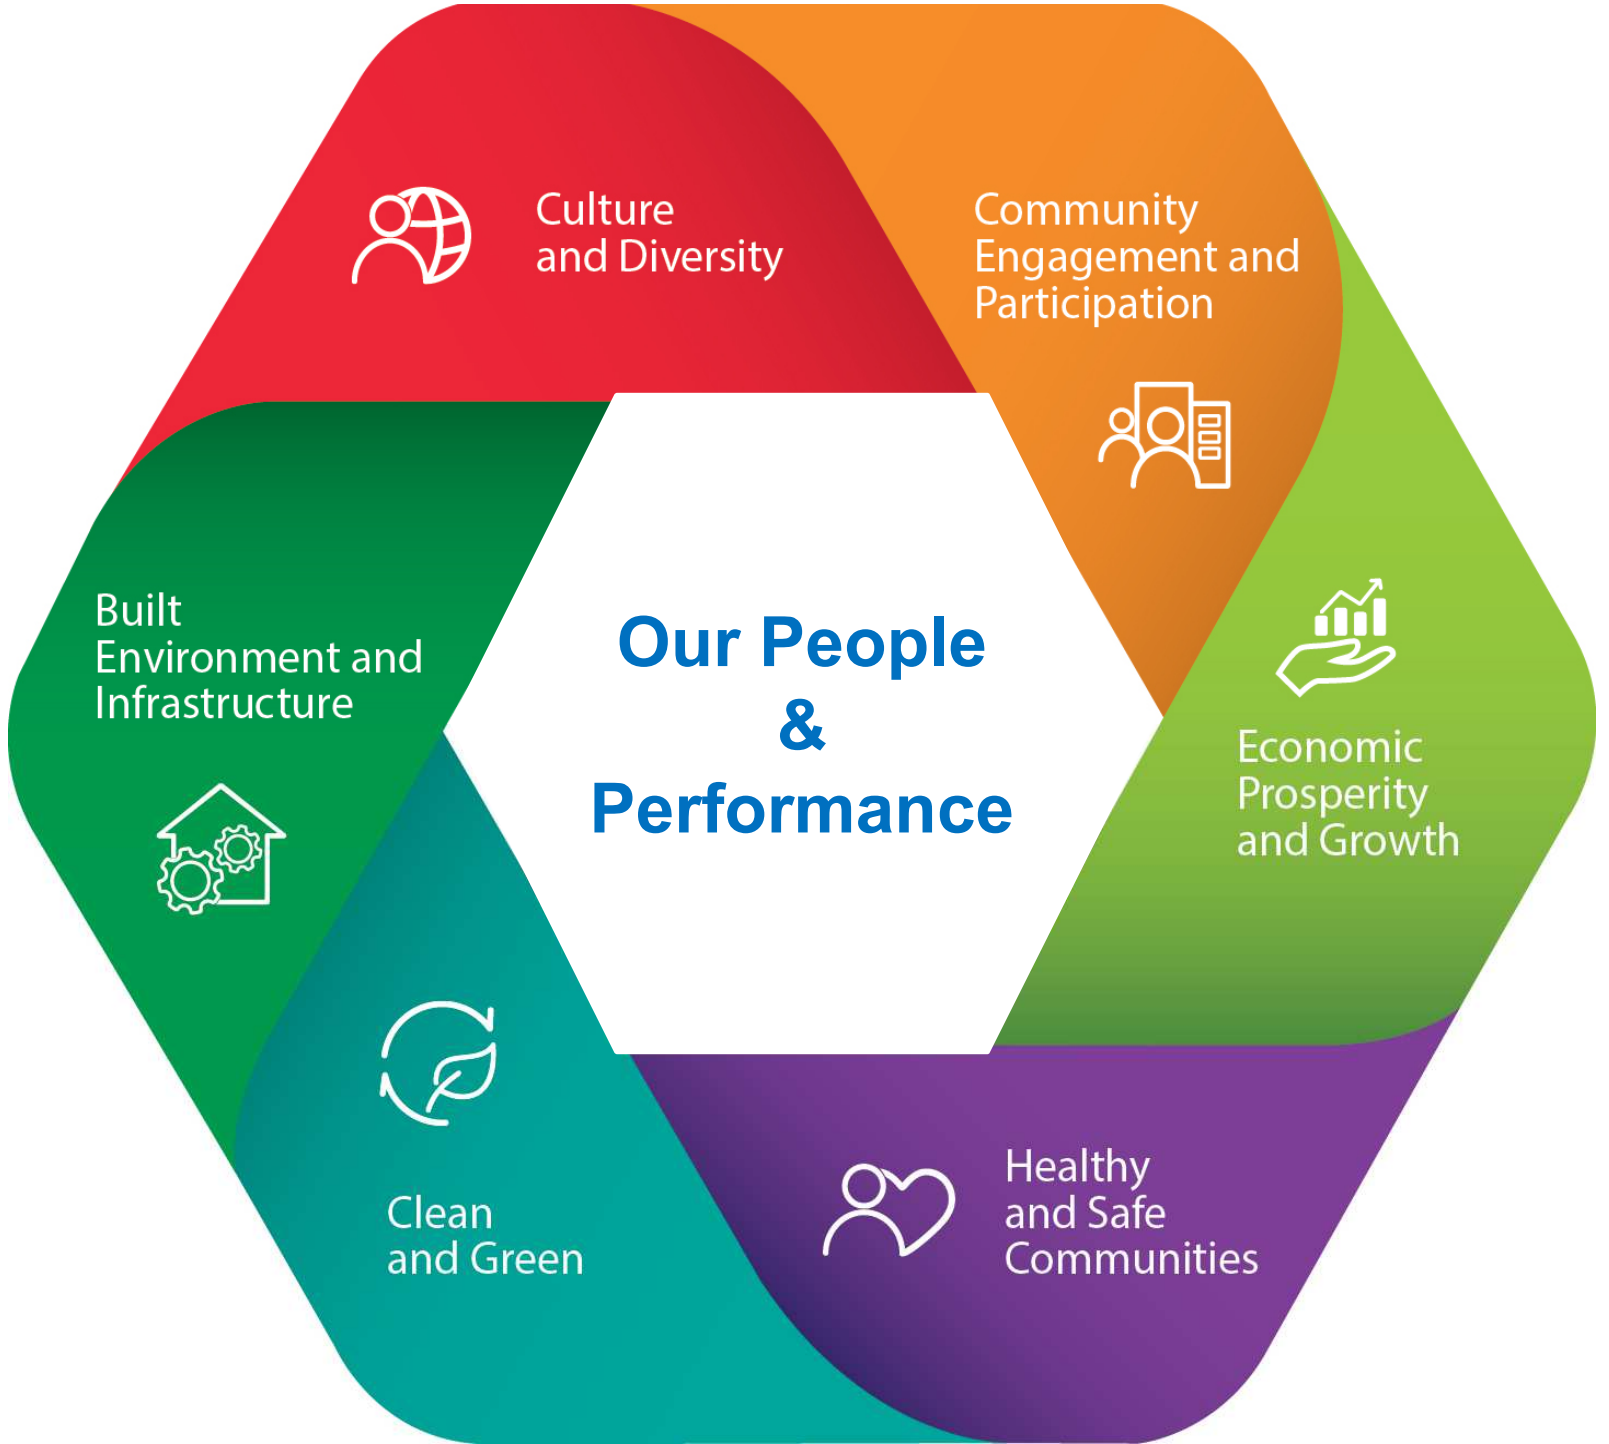 Culture
and Diversity
Community
Engagement and
Participation
Economic
Prosperity
and Growth
Healthy
and Safe
Communities
Clean
and Green
Built
Environment and
Infrastructure
Our People
&
Performance